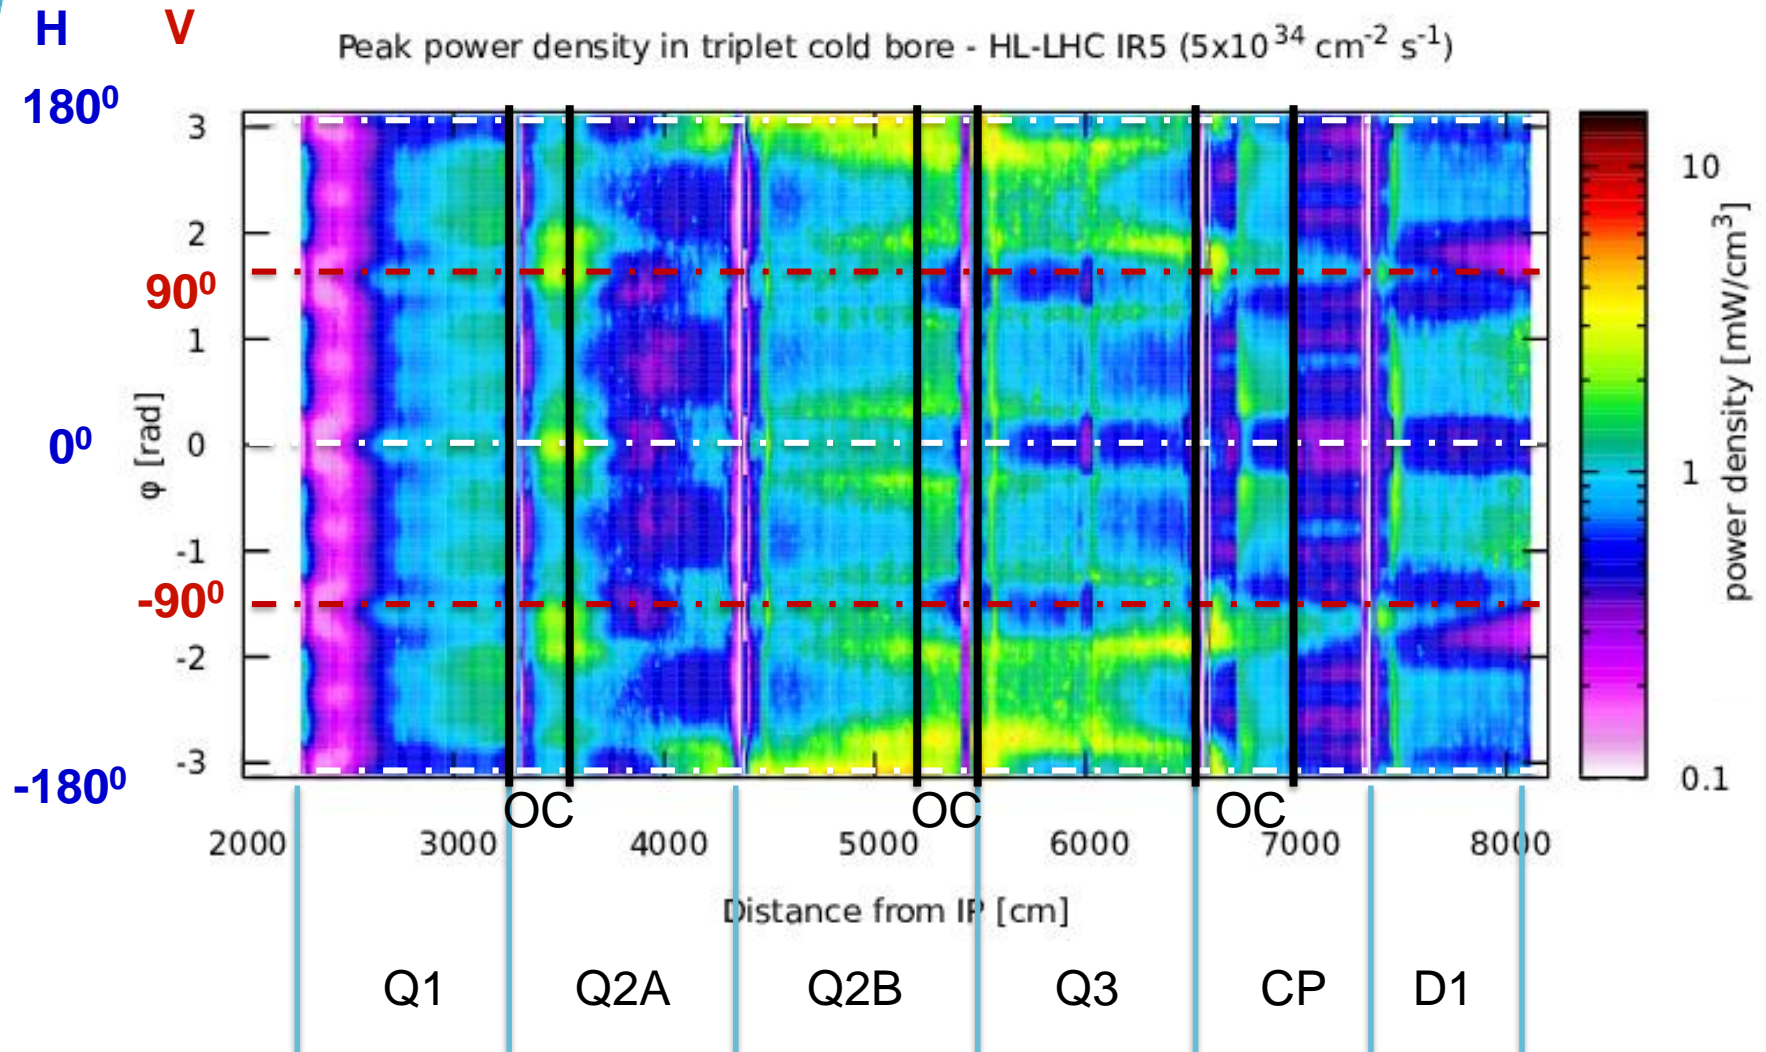 H V
Peak power density in triplet cold bore - HL-LHC IR5 (5x10³⁴ cm⁻² s⁻¹)
180⁰
3
10
2
90⁰
1
φ [rad]
0⁰
0
1
power density [mW/cm³]
-1
-90⁰
-2
-3
-180⁰
0.1
OC OC OC
2000 3000 4000 5000 6000 7000 8000
Distance from IP [cm]
Q1 Q2A Q2B Q3 CP D1